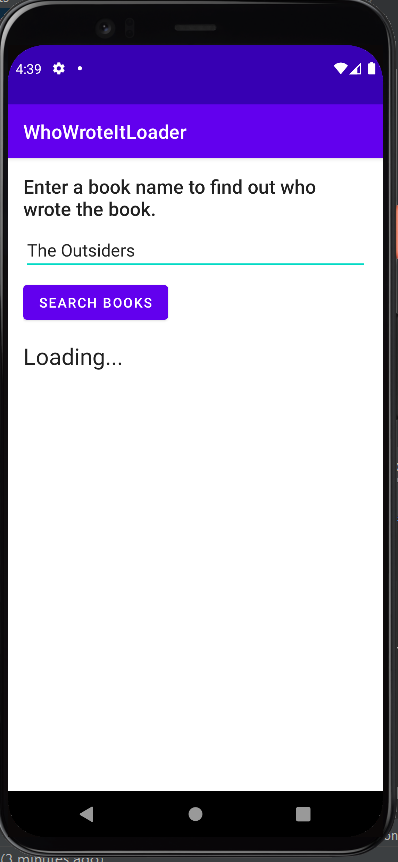 4:39
WhoWroteItLoader
Enter a book name to find out who
wrote the book.
The Outsiders
SEARCH BOOKS
Loading...
(3 minutes ago)